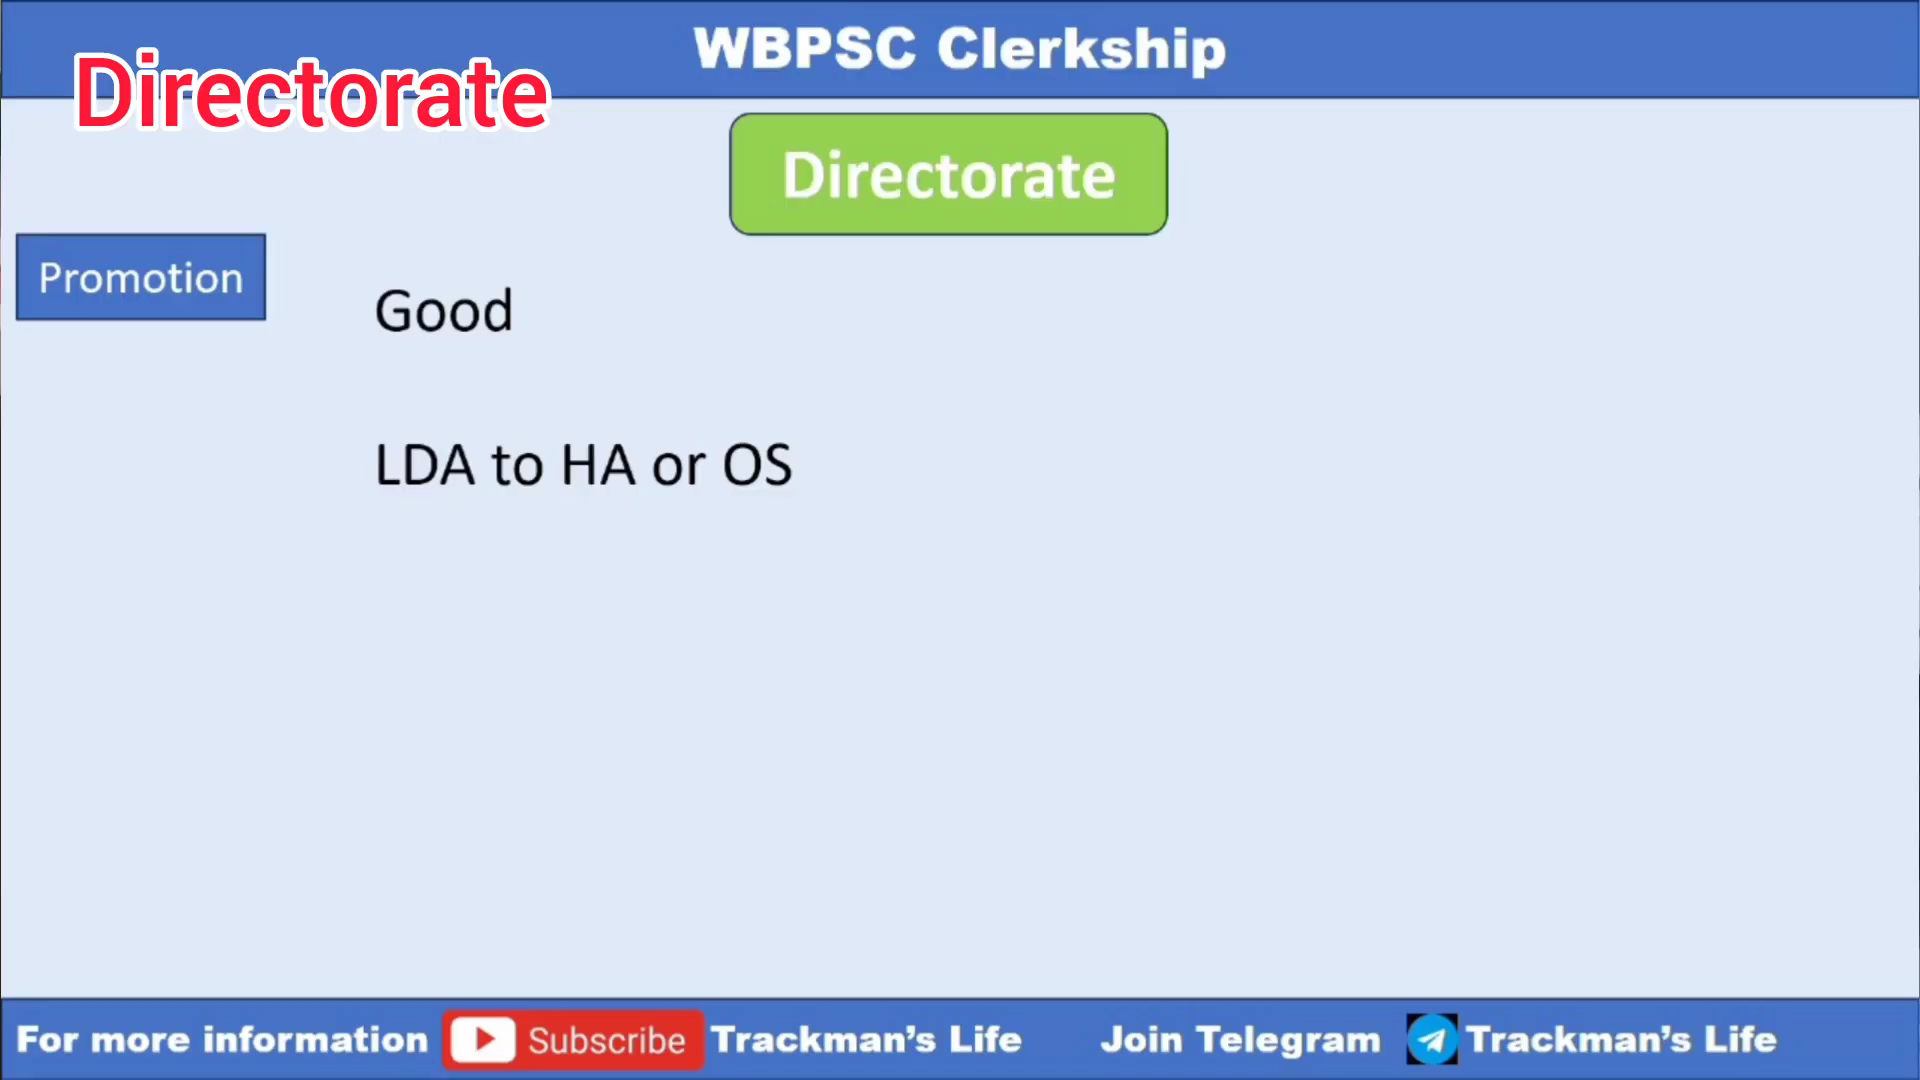 WBPSC Clerkship
Directorate
Directorate
Promotion
Good
LDA to HA or OS
For more information Subscribe Trackman's Life Join Telegram Trackman's Life